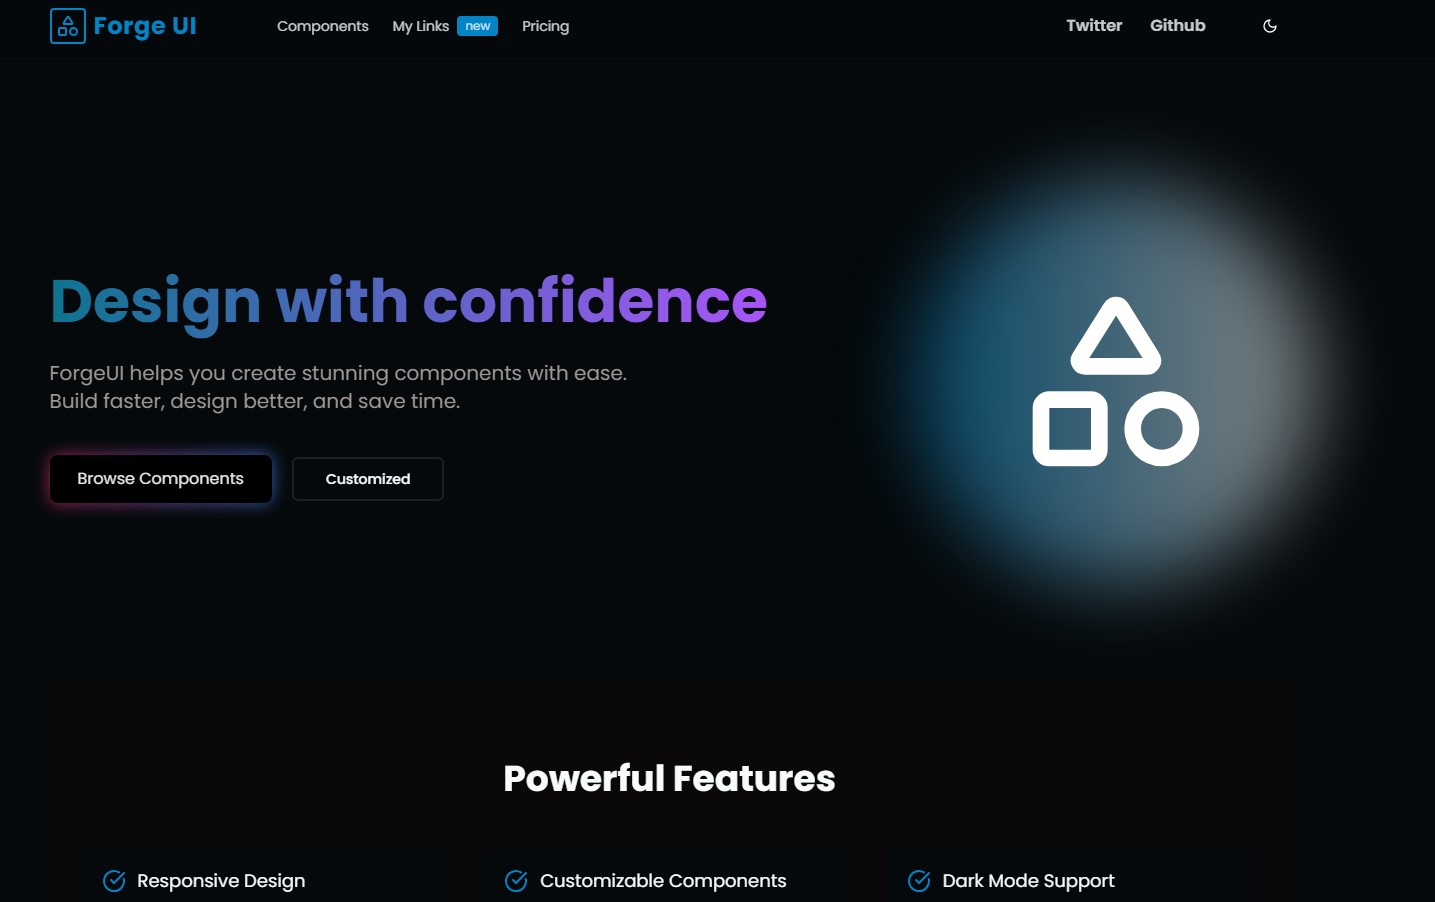 Forge UI
Components
My Links new
Pricing
Twitter
Github
Design with confidence
ForgeUI helps you create stunning components with ease.
Build faster, design better, and save time.
Browse Components
Customized
Powerful Features
Responsive Design
Customizable Components
Dark Mode Support